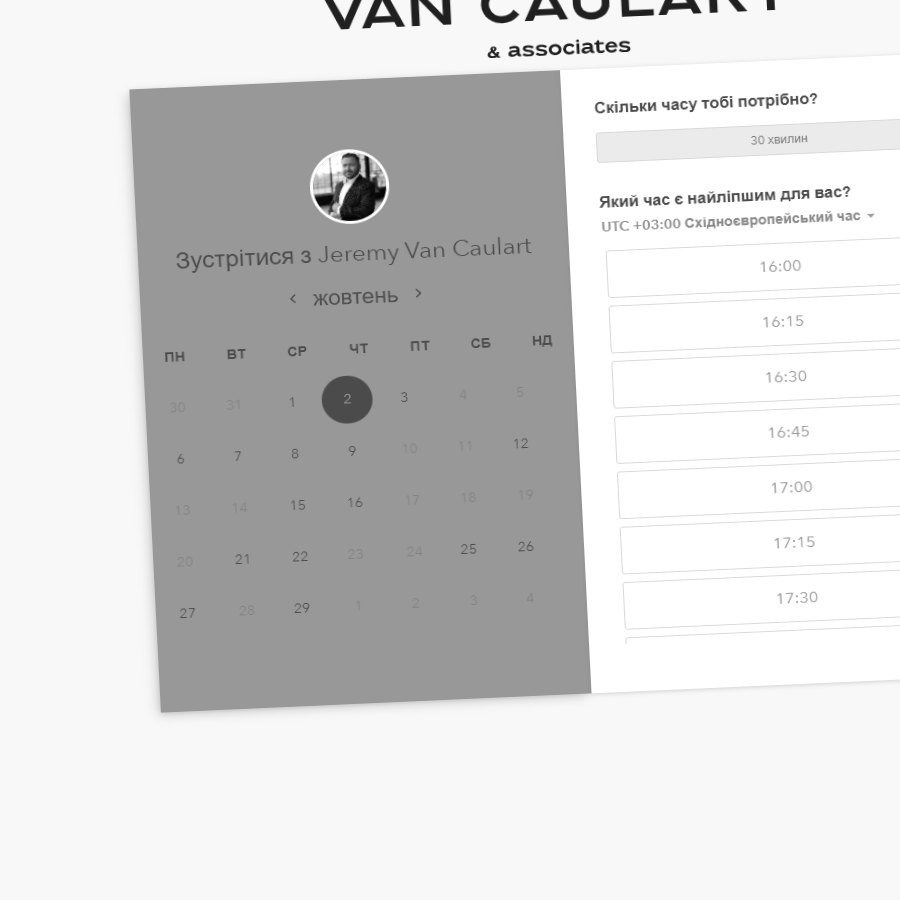 VAN CAULART
& associates
Зустрітися з Jeremy Van Caulart
жовтень
ПН ВТ СР ЧТ ПТ СБ НД
30 31 1 2 3 4 5
6 7 8 9 10 11 12
13 14 15 16 17 18 19
20 21 22 23 24 25 26
27 28 29 1 2 3 4
Скільки часу тобі потрібно?
30 хвилин
Який час є найліпшим для вас?
UTC +03:00 Східноєвропейський час
16:00
16:15
16:30
16:45
17:00
17:15
17:30